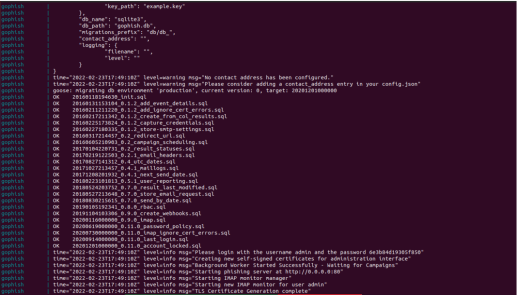 gophish | "key_path": "example.key"
gophish | },
gophish | "db_name": "sqlite3",
gophish | "db_path": "gophish.db",
gophish | "migrations_prefix": "db/db_",
gophish | "contact_address": "",
gophish | "logging": {
gophish | "filename": "",
gophish | "level": ""
gophish | }
gophish | }
gophish | time="2022-02-23T17:49:10Z" level=warning msg="No contact address has been configured."
gophish | time="2022-02-23T17:49:10Z" level=warning msg="Please consider adding a contact_address entry in your config.json"
gophish | goose: migrating db environment 'production', current version: 0, target: 20201201000000
gophish | OK 20160118194630_init.sql
gophish | OK 20160131153104_0.1.2_add_event_details.sql
gophish | OK 20160211211220_0.1.2_add_ignore_cert_errors.sql
gophish | OK 20160217211342_0.1.2_create_from_col_results.sql
gophish | OK 20160225173824_0.1.2_capture_credentials.sql
gophish | OK 20160227180335_0.1.2_store-smtp-settings.sql
gophish | OK 20160317214457_0.2_redirect_url.sql
gophish | OK 20160605210903_0.2_campaign_scheduling.sql
gophish | OK 20170104220731_0.2_result_statuses.sql
gophish | OK 20170219122503_0.2.1_email_headers.sql
gophish | OK 20170827141312_0.4_utc_dates.sql
gophish | OK 20171027213457_0.4.1_maillogs.sql
gophish | OK 20171208201932_0.4.1_next_send_date.sql
gophish | OK 20180223101813_0.5.1_user_reporting.sql
gophish | OK 20180524203752_0.7.0_result_last_modified.sql
gophish | OK 20180527213648_0.7.0_store_email_request.sql
gophish | OK 20180830215615_0.7.0_send_by_date.sql
gophish | OK 20190105192341_0.8.0_rbac.sql
gophish | OK 20191104103306_0.9.0_create_webhooks.sql
gophish | OK 20200116000000_0.9.0_imap.sql
gophish | OK 20200619000000_0.11.0_password_policy.sql
gophish | OK 20200730000000_0.11.0_imap_ignore_cert_errors.sql
gophish | OK 20200914000000_0.11.0_last_login.sql
gophish | OK 20201201000000_0.11.0_account_locked.sql
gophish | time="2022-02-23T17:49:10Z" level=info msg="Please login with the username admin and the password
gophish | time="2022-02-23T17:49:10Z" level=info msg="Creating new self-signed certificates for administration interface"
gophish | time="2022-02-23T17:49:10Z" level=info msg="Background Worker Started Successfully - Waiting for Campaigns"
gophish | time="2022-02-23T17:49:10Z" level=info msg="Starting phishing server at http://0.0.0.0:80"
gophish | time="2022-02-23T17:49:10Z" level=info msg="Starting IMAP monitor manager"
gophish | time="2022-02-23T17:49:10Z" level=info msg="Starting new IMAP monitor for user admin"
gophish | time="2022-02-23T17:49:10Z" level=info msg="TLS Certificate Generation complete"